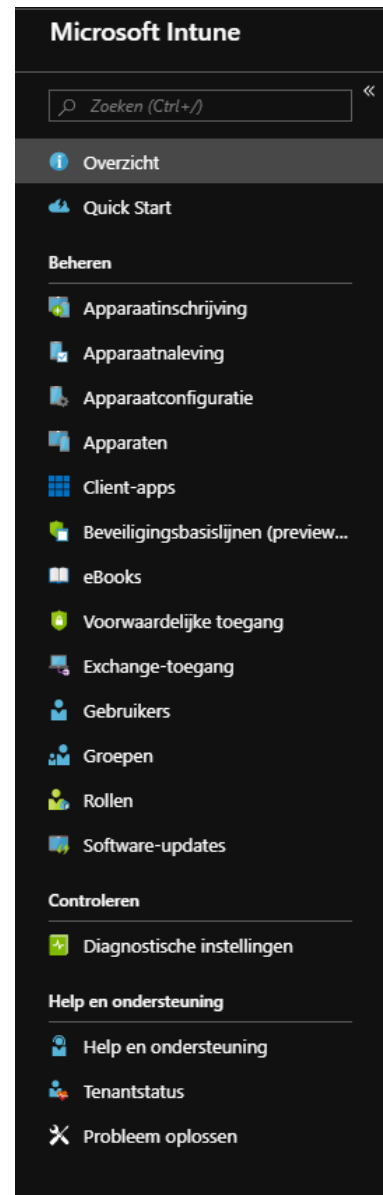 Microsoft Intune
Zoeken (Ctrl+/)
«
Overzicht
Quick Start
Beheren
Apparaatinschrijving
Apparaatnaleving
Apparaatconfiguratie
Apparaten
Client-apps
Beveiligingsbasislijnen (preview...
eBooks
Voorwaardelijke toegang
Exchange-toegang
Gebruikers
Groepen
Rollen
Software-updates
Controleren
Diagnostische instellingen
Help en ondersteuning
Help en ondersteuning
Tenantstatus
Probleem oplossen